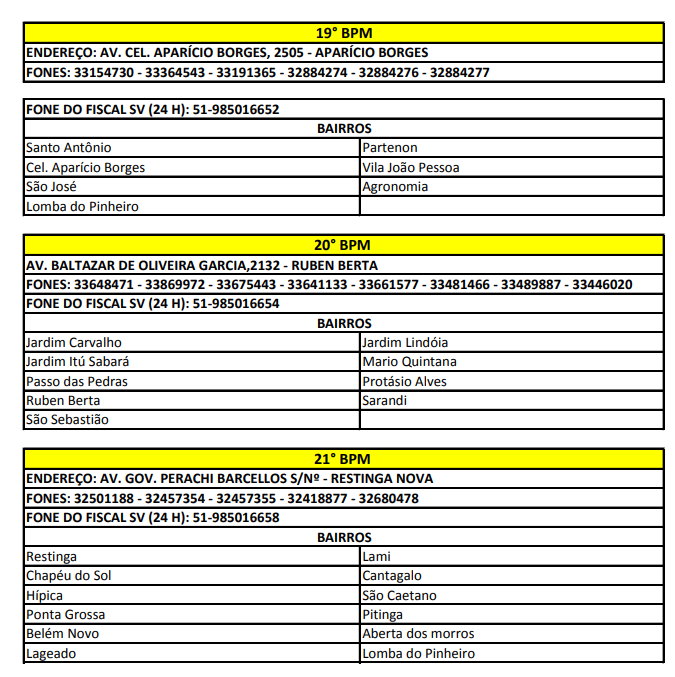 19° BPM
ENDEREÇO: AV. CEL. APARÍCIO BORGES, 2505 - APARÍCIO BORGES
FONES: 33154730 - 33364543 - 33191365 - 32884274 - 32884276 - 32884277
FONE DO FISCAL SV (24 H): 51-985016652
BAIRROS
Santo Antônio Partenon
Cel. Aparício Borges Vila João Pessoa
São José Agronomia
Lomba do Pinheiro
20° BPM
AV. BALTAZAR DE OLIVEIRA GARCIA,2132 - RUBEN BERTA
FONES: 33648471 - 33869972 - 33675443 - 33641133 - 33661577 - 33481466 - 33489887 - 33446020
FONE DO FISCAL SV (24 H): 51-985016654
BAIRROS
Jardim Carvalho Jardim Lindóia
Jardim Itú Sabará Mario Quintana
Passo das Pedras Protásio Alves
Ruben Berta Sarandi
São Sebastião
21° BPM
ENDEREÇO: AV. GOV. PERACHI BARCELLOS S/Nº - RESTINGA NOVA
FONES: 32501188 - 32457354 - 32457355 - 32418877 - 32680478
FONE DO FISCAL SV (24 H): 51-985016658
BAIRROS
Restinga Lami
Chapéu do Sol Cantagalo
Hípica São Caetano
Ponta Grossa Pitinga
Belém Novo Aberta dos morros
Lageado Lomba do Pinheiro